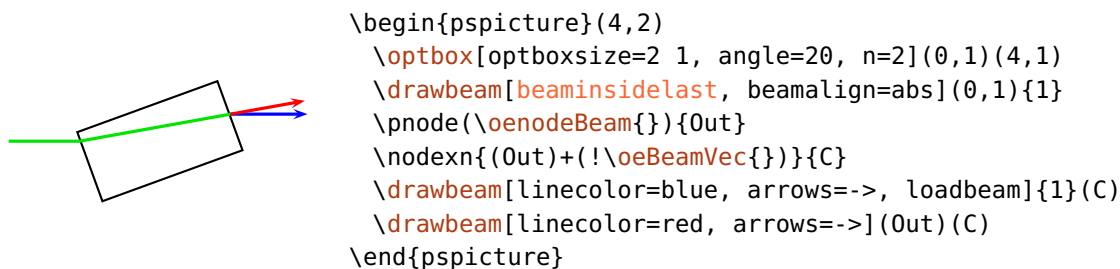 \begin{pspicture}(4,2)
\optbox[optboxsize=2 1, angle=20, n=2](0,1)(4,1)
\drawbeam[beaminsidelast, beamalign=abs](0,1){1}
\pnode(\oenodeBeam{}){Out}
\nodexn{(Out)+(!\oeBeamVec{})}{C}
\drawbeam[linecolor=blue, arrows=->, loadbeam]{1}(C)
\drawbeam[linecolor=red, arrows=->](Out)(C)
\end{pspicture}